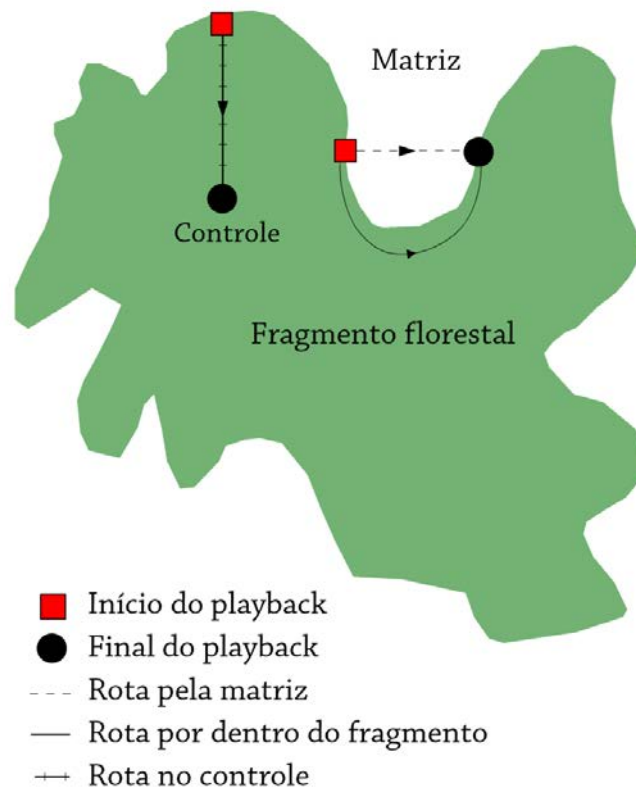 Matriz
Controle
Fragmento florestal
Início do playback
Final do playback
Rota pela matriz
Rota por dentro do fragmento
Rota no controle